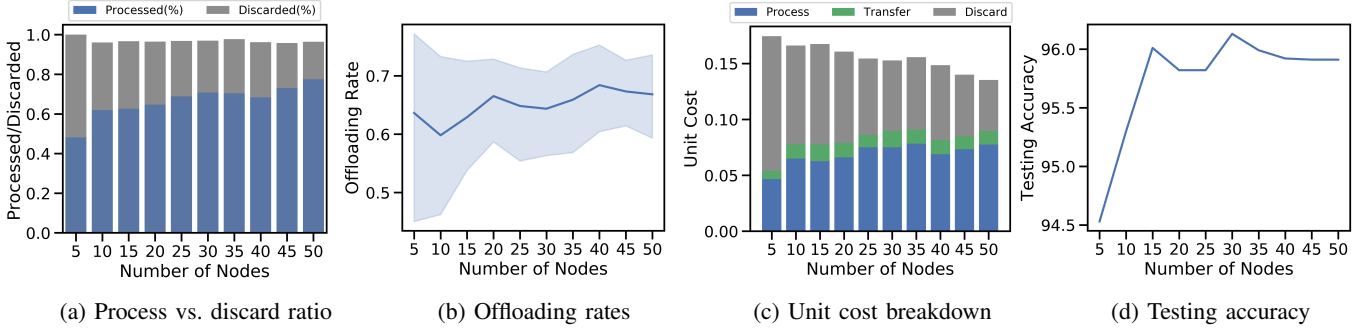 Processed(%) Discarded(%)
Processed/Discarded
1.0
0.8
0.6
0.4
0.2
0.0
5 10 15 20 25 30 35 40 45 50
Number of Nodes
(a) Process vs. discard ratio
Offloading Rate
0.7
0.6
0.5
5 10 15 20 25 30 35 40 45 50
Number of Nodes
(b) Offloading rates
Process Transfer Discard
Unit Cost
0.15
0.10
0.05
0.00
5 10 15 20 25 30 35 40 45 50
Number of Nodes
(c) Unit cost breakdown
Testing Accuracy
96.0
95.5
95.0
94.5
5 10 15 20 25 30 35 40 45 50
Number of Nodes
(d) Testing accuracy